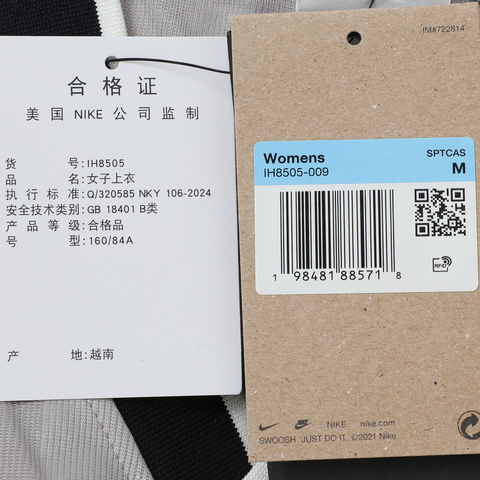 合格证
美国 NIKE 公司监制
货号:IH8505
品名:女子上衣
执行标准:Q/320585 NKY 106-2024
安全技术类别:GB 18401 B类
产品等级:合格品
号型:160/84A
产地:越南
IM#722814
Womens
SPTCAS
IH8505-009
M
RFID
1 98481 88571 8
NIKE nike.com
SWOOSH JUST DO IT. ©2021 Nike